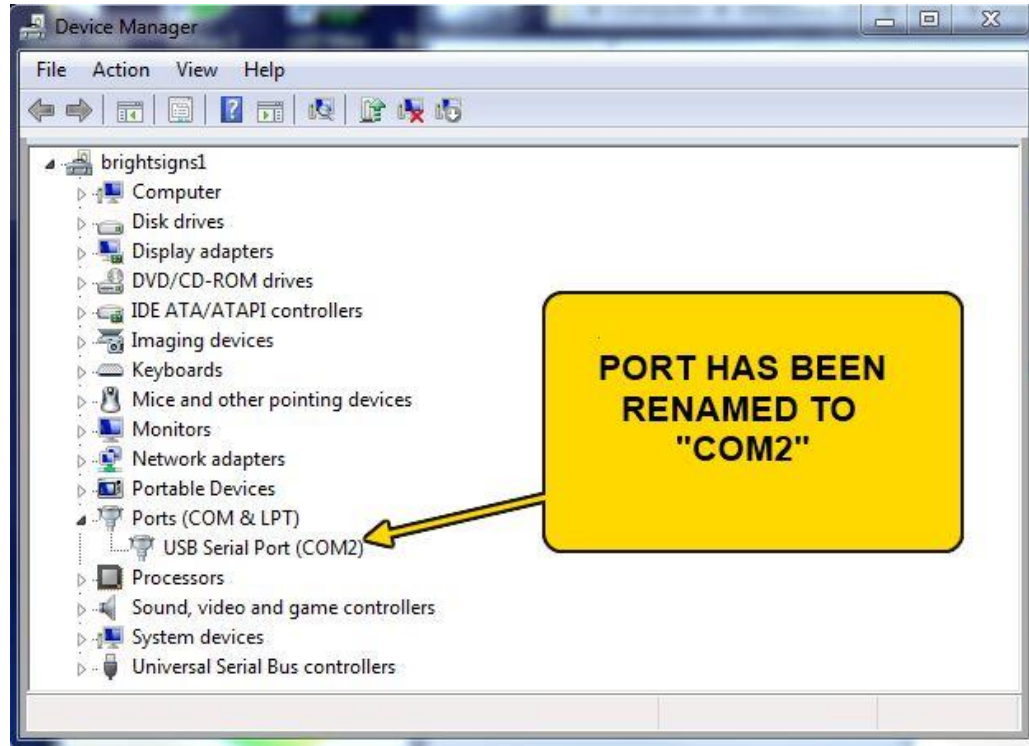 Device Manager
File Action View Help
brightsigns1
Computer
Disk drives
Display adapters
DVD/CD-ROM drives
IDE ATA/ATAPI controllers
Imaging devices
Keyboards
Mice and other pointing devices
Monitors
Network adapters
Portable Devices
Ports (COM & LPT)
USB Serial Port (COM2)
Processors
Sound, video and game controllers
System devices
Universal Serial Bus controllers
PORT HAS BEEN
RENAMED TO
"COM2"